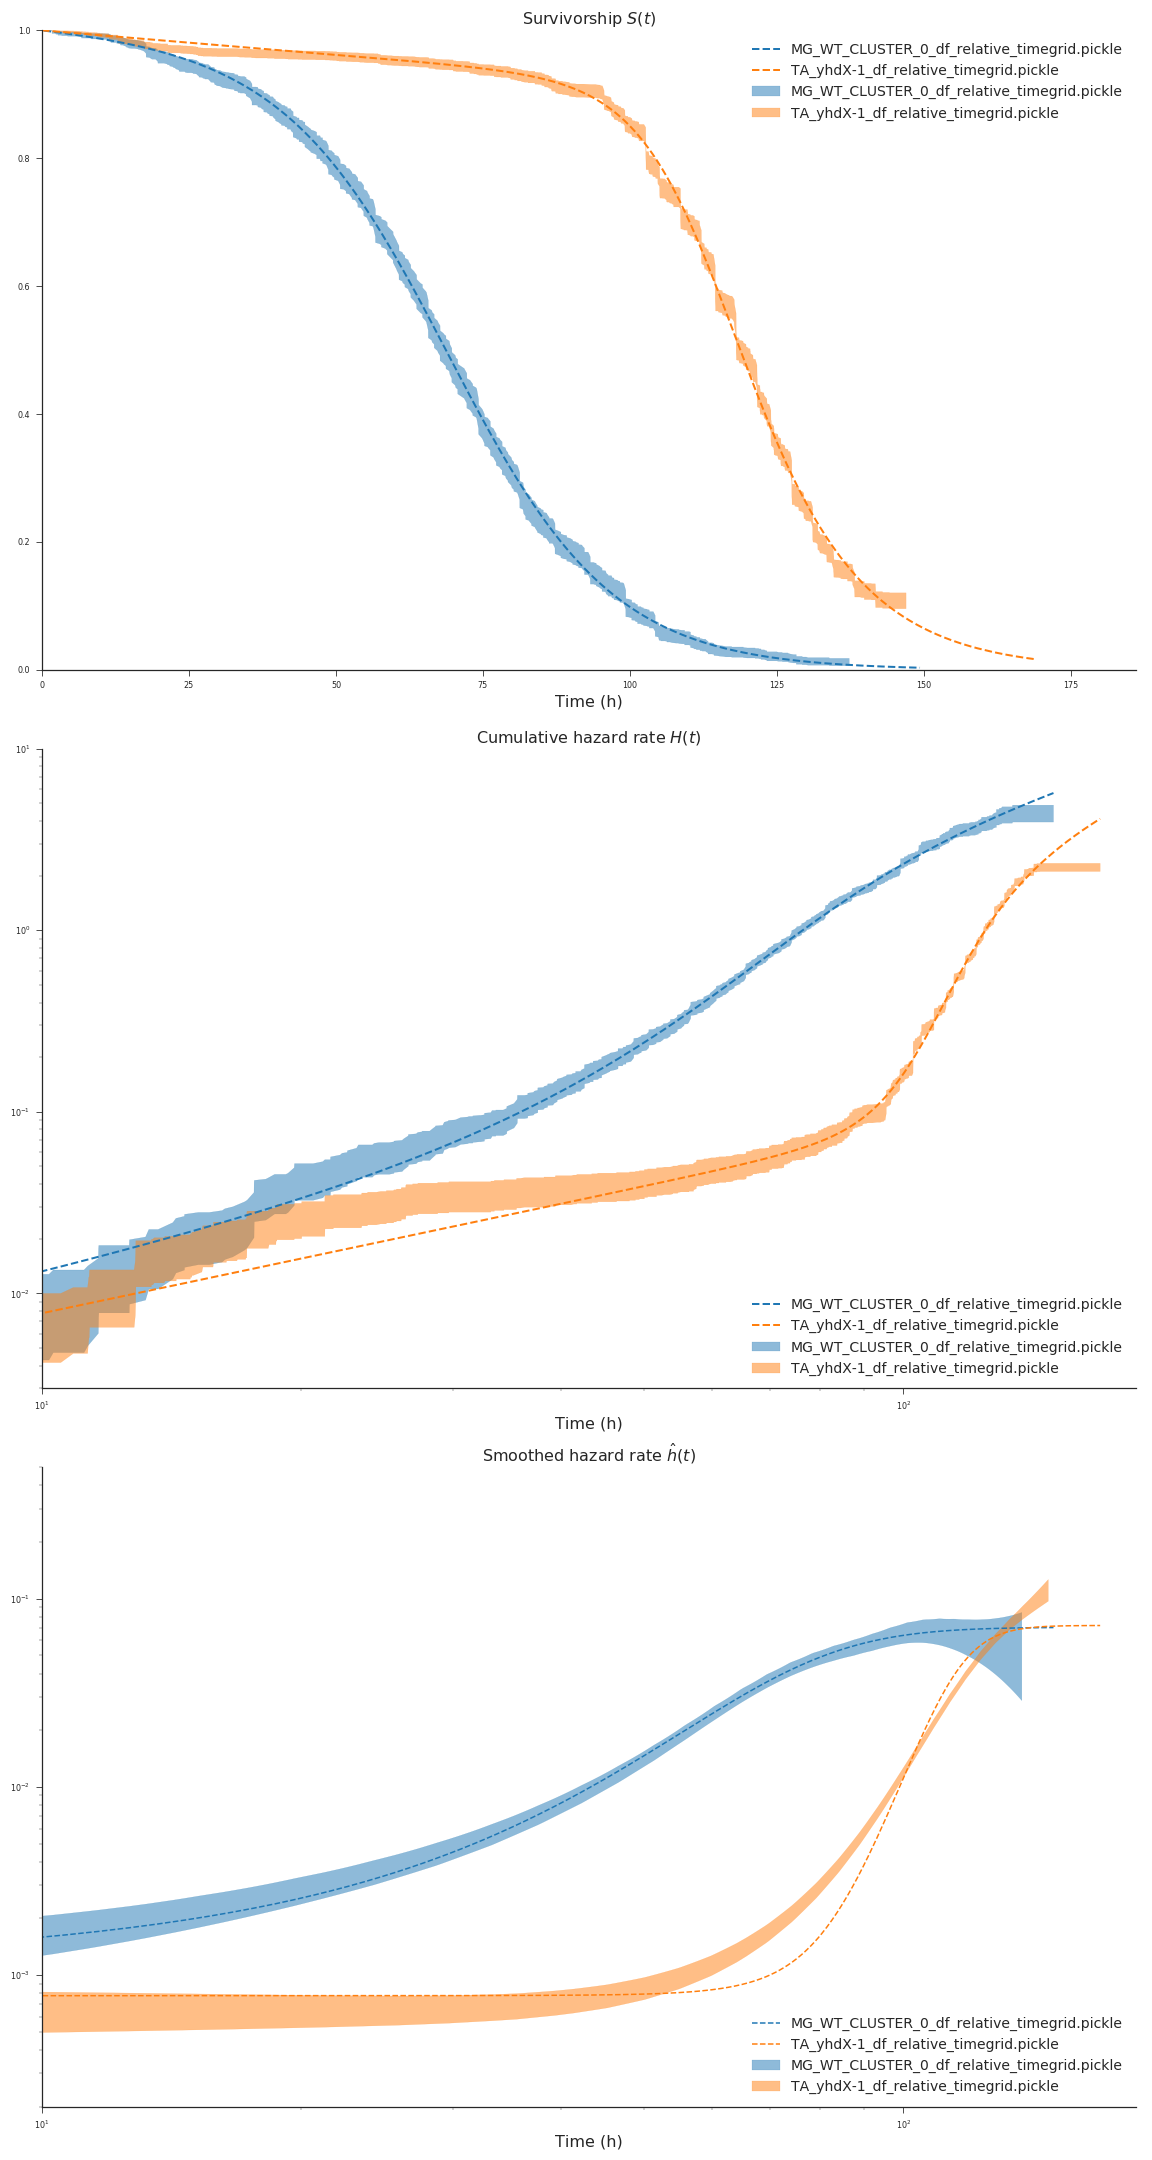 Survivorship S(t)
1.0
0.8
0.6
0.4
0.2
0.0
MG_WT_CLUSTER_0_df_relative_timegrid.pickle
TA_yhdX-1_df_relative_timegrid.pickle
MG_WT_CLUSTER_0_df_relative_timegrid.pickle
TA_yhdX-1_df_relative_timegrid.pickle
0 25 50 75 100 125 150 175
Time (h)
Cumulative hazard rate H(t)
10¹
10⁰
10⁻¹
10⁻²
MG_WT_CLUSTER_0_df_relative_timegrid.pickle
TA_yhdX-1_df_relative_timegrid.pickle
MG_WT_CLUSTER_0_df_relative_timegrid.pickle
TA_yhdX-1_df_relative_timegrid.pickle
10¹ 10²
Time (h)
Smoothed hazard rate ĥ(t)
10⁻¹
10⁻²
10⁻³
MG_WT_CLUSTER_0_df_relative_timegrid.pickle
TA_yhdX-1_df_relative_timegrid.pickle
MG_WT_CLUSTER_0_df_relative_timegrid.pickle
TA_yhdX-1_df_relative_timegrid.pickle
10¹ 10²
Time (h)